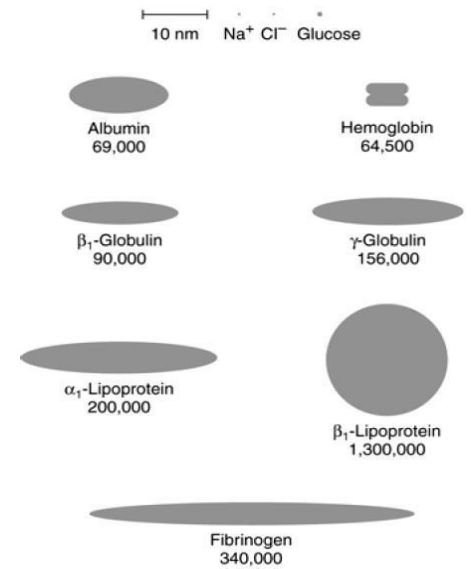 10 nm Na⁺ Cl⁻ Glucose
Albumin
69,000
Hemoglobin
64,500
β₁-Globulin
90,000
γ-Globulin
156,000
α₁-Lipoprotein
200,000
β₁-Lipoprotein
1,300,000
Fibrinogen
340,000